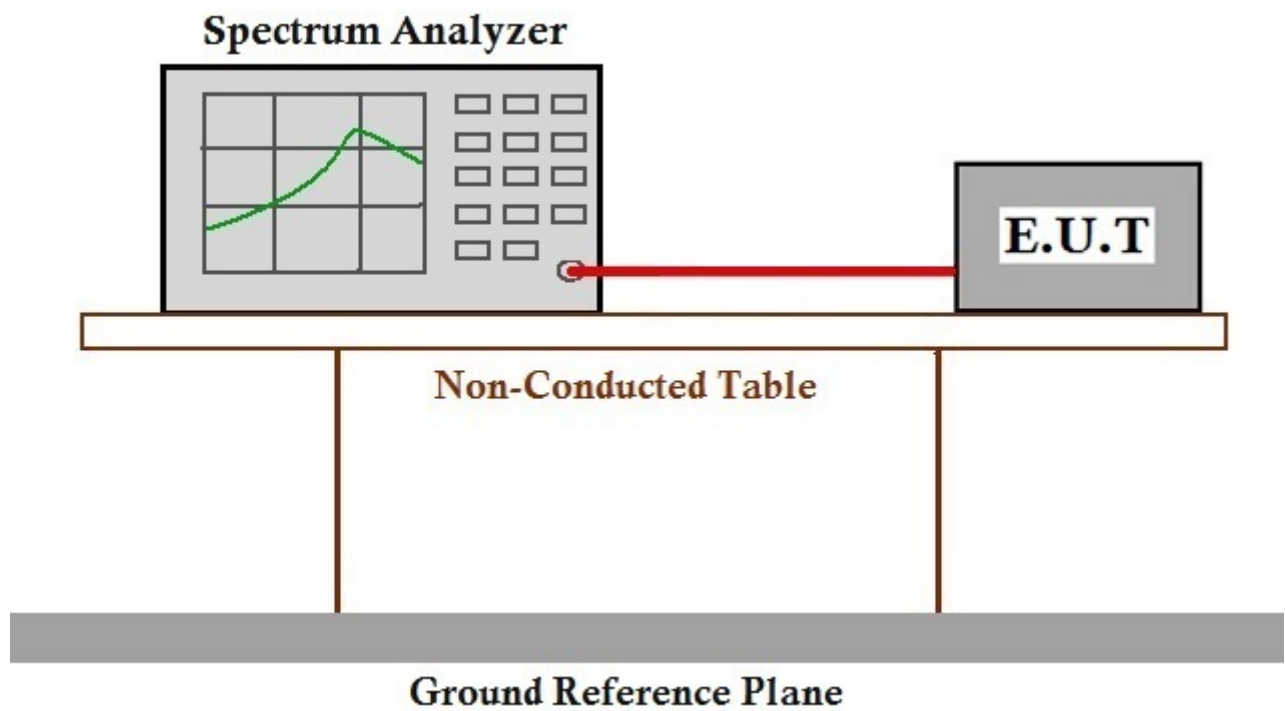 Spectrum Analyzer
E.U.T
Non-Conducted Table
Ground Reference Plane